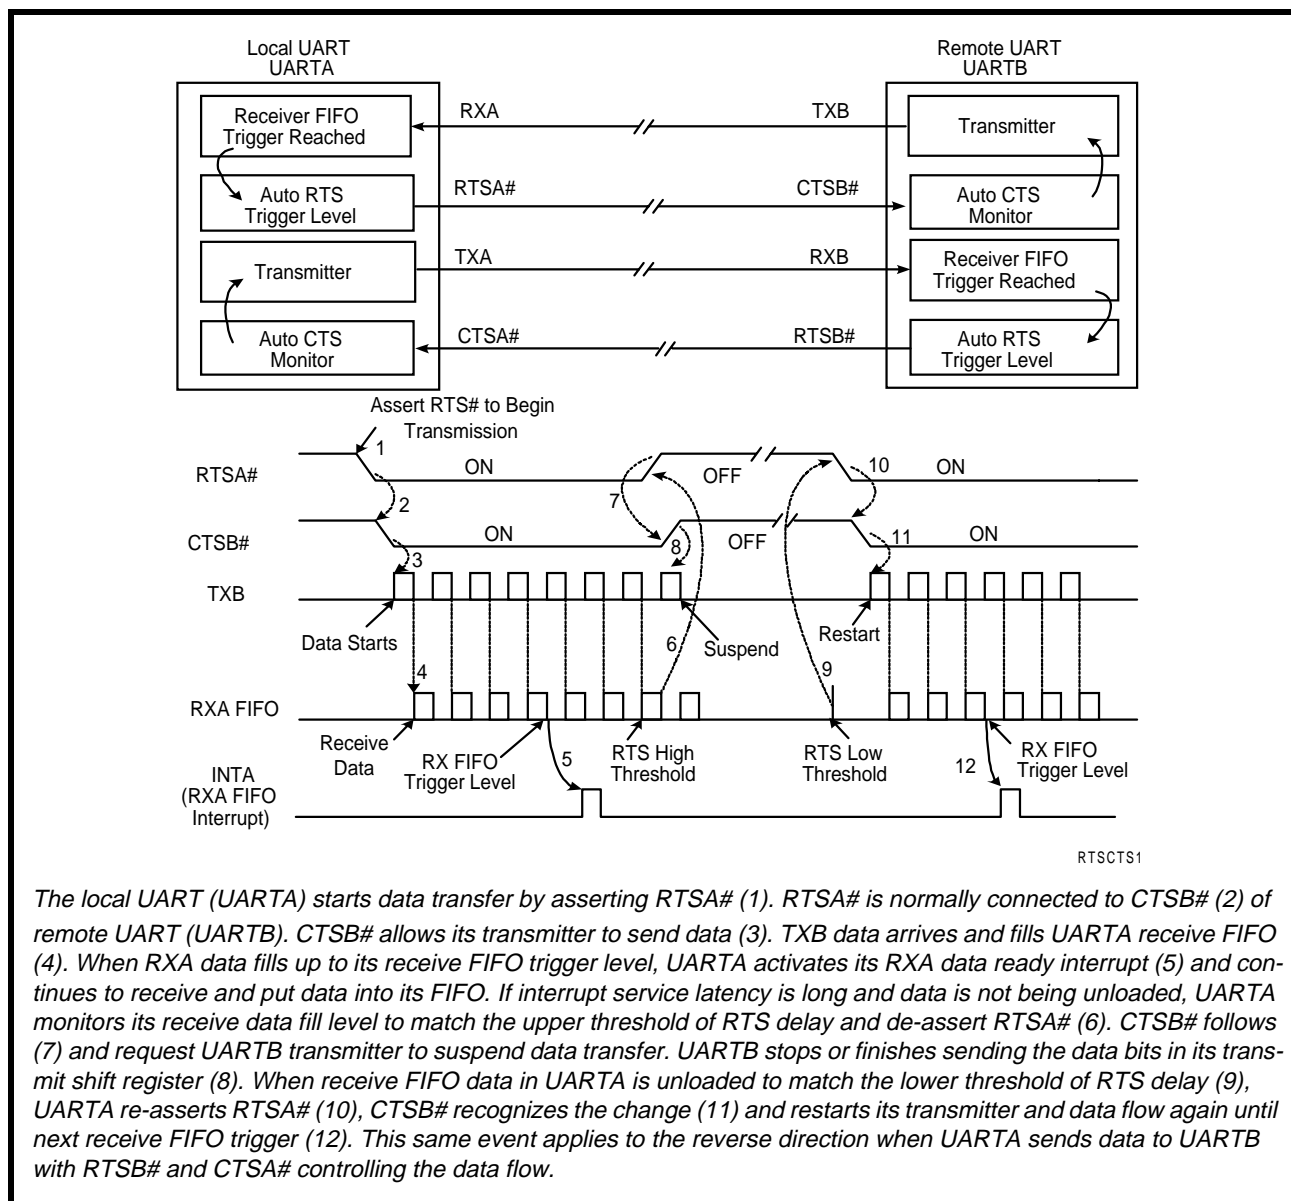 Local UART
UARTA
Remote UART
UARTB
Receiver FIFO
Trigger Reached
RXA
TXB
Transmitter
Auto RTS
Trigger Level
RTSA#
CTSB#
Auto CTS
Monitor
Transmitter
TXA
RXB
Receiver FIFO
Trigger Reached
Auto CTS
Monitor
CTSA#
RTSB#
Auto RTS
Trigger Level
Assert RTS# to Begin
Transmission
1
RTSA#
ON
OFF
10
ON
2
7
CTSB#
ON
8
OFF
11
ON
3
TXB
Data Starts
6
Suspend
Restart
4
9
RXA FIFO
Receive
Data
RX FIFO
Trigger Level
5
RTS High
Threshold
RTS Low
Threshold
12
RX FIFO
Trigger Level
INTA
(RXA FIFO
Interrupt)
RTSCTS1
The local UART (UARTA) starts data transfer by asserting RTSA# (1). RTSA# is normally connected to CTSB# (2) of
remote UART (UARTB). CTSB# allows its transmitter to send data (3). TXB data arrives and fills UARTA receive FIFO
(4). When RXA data fills up to its receive FIFO trigger level, UARTA activates its RXA data ready interrupt (5) and con-
tinues to receive and put data into its FIFO. If interrupt service latency is long and data is not being unloaded, UARTA
monitors its receive data fill level to match the upper threshold of RTS delay and de-assert RTSA# (6). CTSB# follows
(7) and request UARTB transmitter to suspend data transfer. UARTB stops or finishes sending the data bits in its trans-
mit shift register (8). When receive FIFO data in UARTA is unloaded to match the lower threshold of RTS delay (9),
UARTA re-asserts RTSA# (10), CTSB# recognizes the change (11) and restarts its transmitter and data flow again until
next receive FIFO trigger (12). This same event applies to the reverse direction when UARTA sends data to UARTB
with RTSB# and CTSA# controlling the data flow.